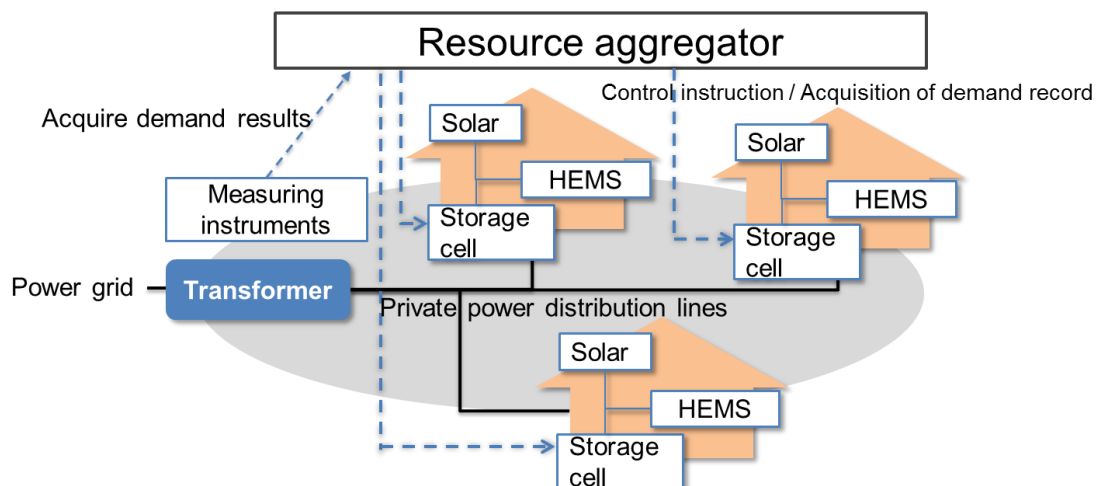 Resource aggregator
Control instruction / Acquisition of demand record
Acquire demand results
Solar
HEMS
Storage
cell
Solar
HEMS
Storage
cell
Measuring
instruments
Power grid
Transformer
Private power distribution lines
Solar
HEMS
Storage
cell